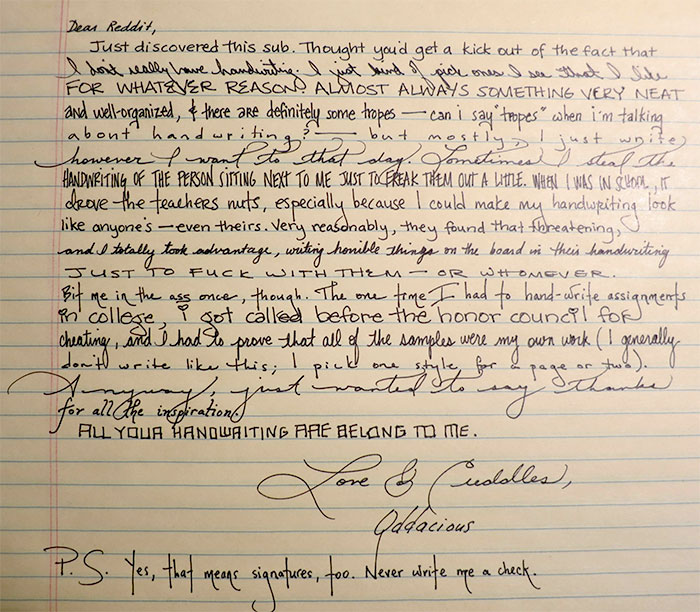 Dear Reddit,
Just discovered this sub. Thought you'd get a kick out of the fact that
I don't really have handwriting. I just kind of pick ones I see that I like
FOR WHATEVER REASON. ALMOST ALWAYS SOMETHING VERY NEAT
and well-organized, & there are definitely some tropes — can i say "tropes" when i'm talking
about handwriting? — but mostly, I just write
however I want to that day. Sometimes I steal the
HANDWRITING OF THE PERSON SITTING NEXT TO ME JUST TO FREAK THEM OUT A LITTLE. WHEN I WAS IN SCHOOL, IT
drove the teachers nuts, especially because I could make my handwriting look
like anyone's — even theirs. Very reasonably, they found that threatening,
and I totally took advantage, writing horrible things on the board in their handwriting
JUST TO FUCK WITH THEM — OR WHOMEVER.
Bit me in the ass once, though. The one time I had to hand-write assignments
in college, i got called before the honor council for
cheating, and I had to prove that all of the samples were my own work (I generally
don't write like this; I pick one style for a page or two).
Anyway, just wanted to say thanks
for all the inspiration.
ALL YOUR HANDWRITING ARE BELONG TO ME.
Love & Cuddles,
Oddacious
P.S. Yes, that means signatures, too. Never write me a check.